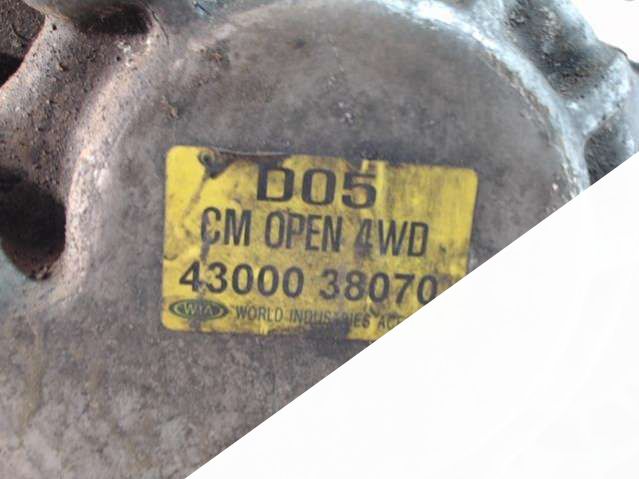 D05
CM OPEN 4WD
43000 38070
WIA WORLD INDUSTRIES